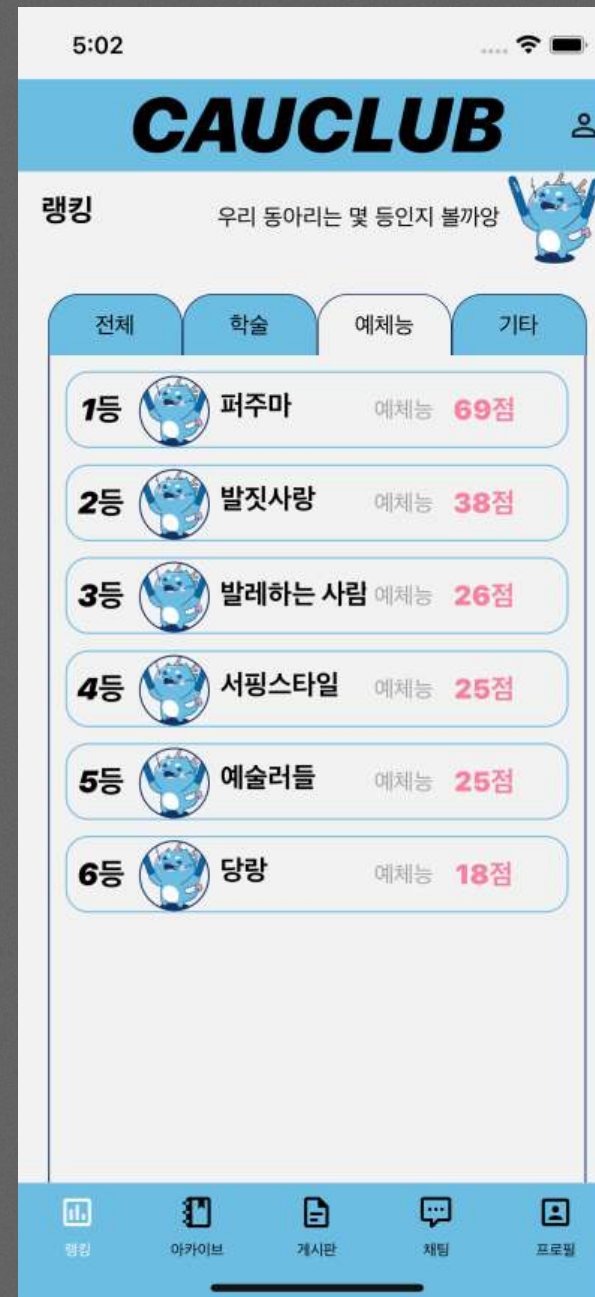 5:02
CAUCLUB
랭킹
우리 동아리는 몇 등인지 볼까앙
전체 학술 예체능 기타
1등 퍼주마 예체능 69점
2등 발짓사랑 예체능 38점
3등 발레하는 사람 예체능 26점
4등 서핑스타일 예체능 25점
5등 예술러들 예체능 25점
6등 당랑 예체능 18점
랭킹 아카이브 게시판 채팅 프로필